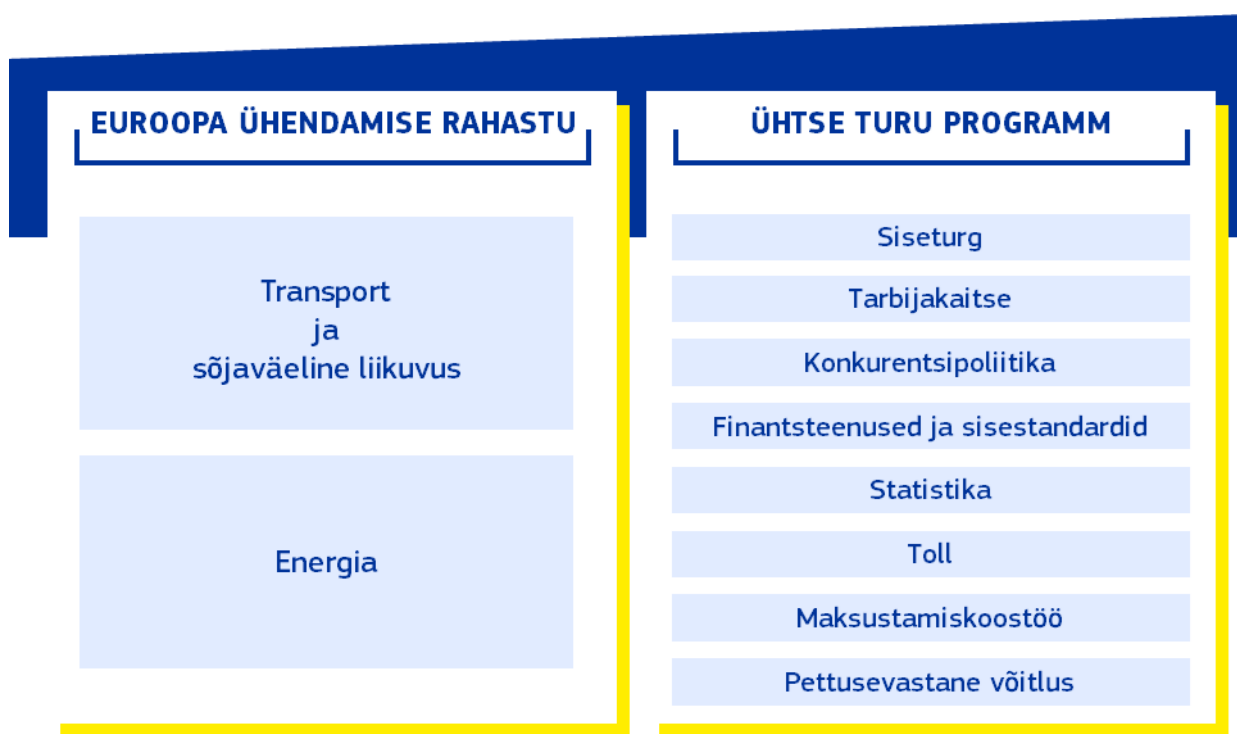 EUROOPA ÜHENDAMISE RAHASTU
Transport
ja
sõjaväeline liikuvus
Energia
ÜHTSE TURU PROGRAMM
Siseturg
Tarbijakaitse
Konkurentsipoliitika
Finantsteenused ja sisestandardid
Statistika
Toll
Maksustamiskoostöö
Pettusevastane võitlus